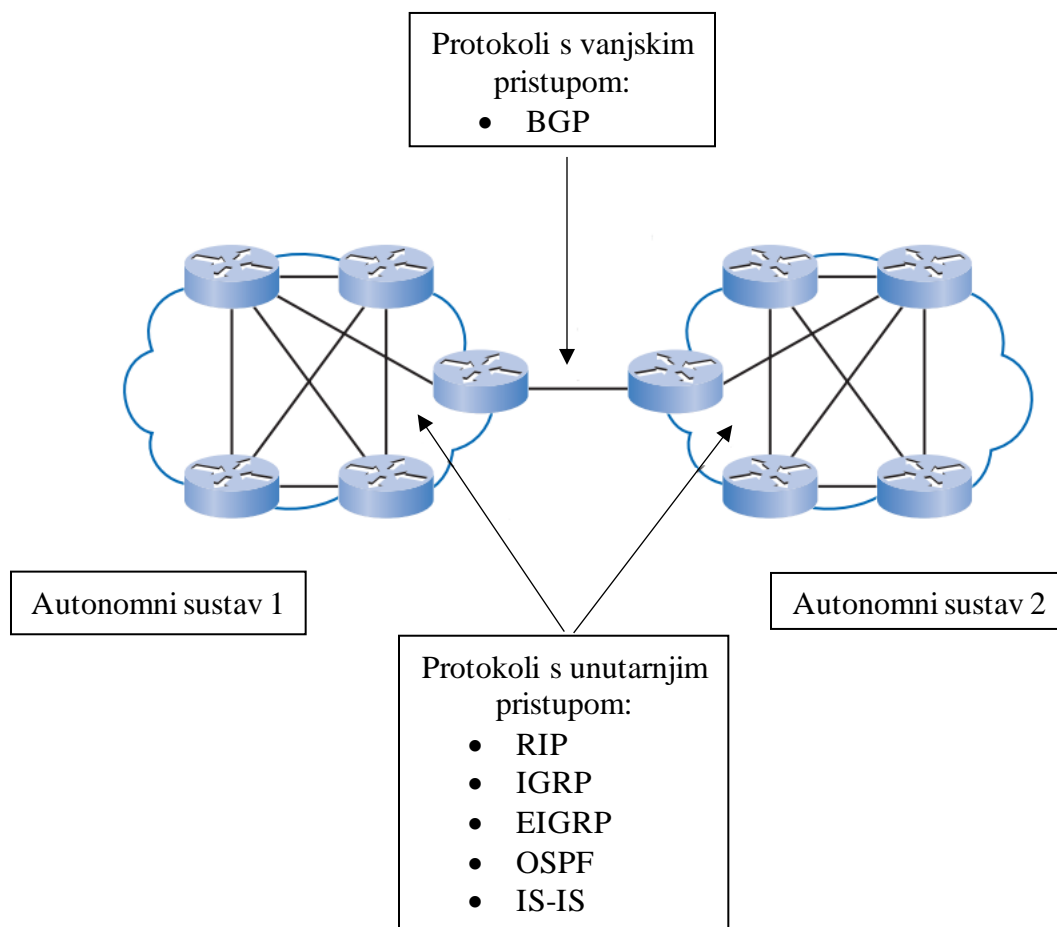 Protokoli s vanjskim
pristupom:
• BGP
Autonomni sustav 1
Autonomni sustav 2
Protokoli s unutarnjim
pristupom:
• RIP
• IGRP
• EIGRP
• OSPF
• IS-IS